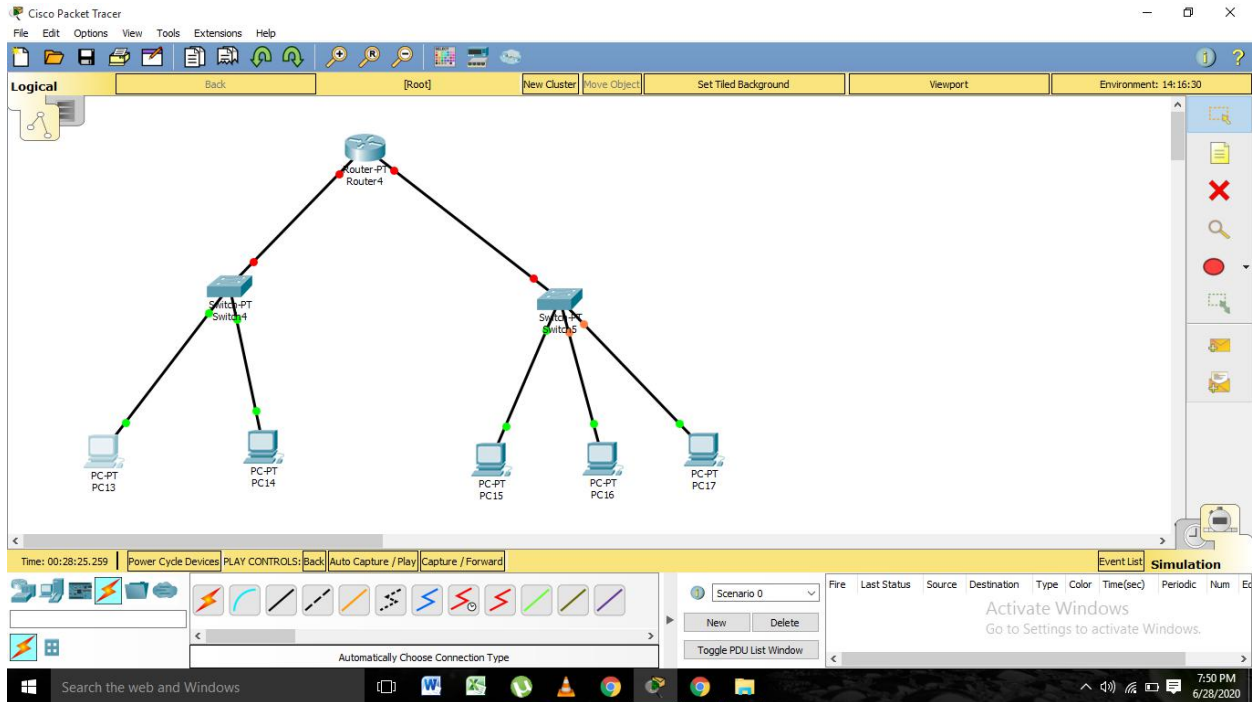 Cisco Packet Tracer
File Edit Options View Tools Extensions Help
Logical Back [Root] New Cluster Move Object Set Tiled Background Viewport Environment: 14:16:30
Router-PT
Router4
Switch-PT
Switch4
Switch-PT
Switch5
PC-PT
PC13
PC-PT
PC14
PC-PT
PC15
PC-PT
PC16
PC-PT
PC17
Time: 00:28:25.259 Power Cycle Devices PLAY CONTROLS: Back Auto Capture / Play Capture / Forward Event List Simulation
Scenario 0
New Delete
Toggle PDU List Window
Fire Last Status Source Destination Type Color Time(sec) Periodic Num Ed
Activate Windows
Go to Settings to activate Windows.
Automatically Choose Connection Type
Search the web and Windows
7:50 PM
6/28/2020